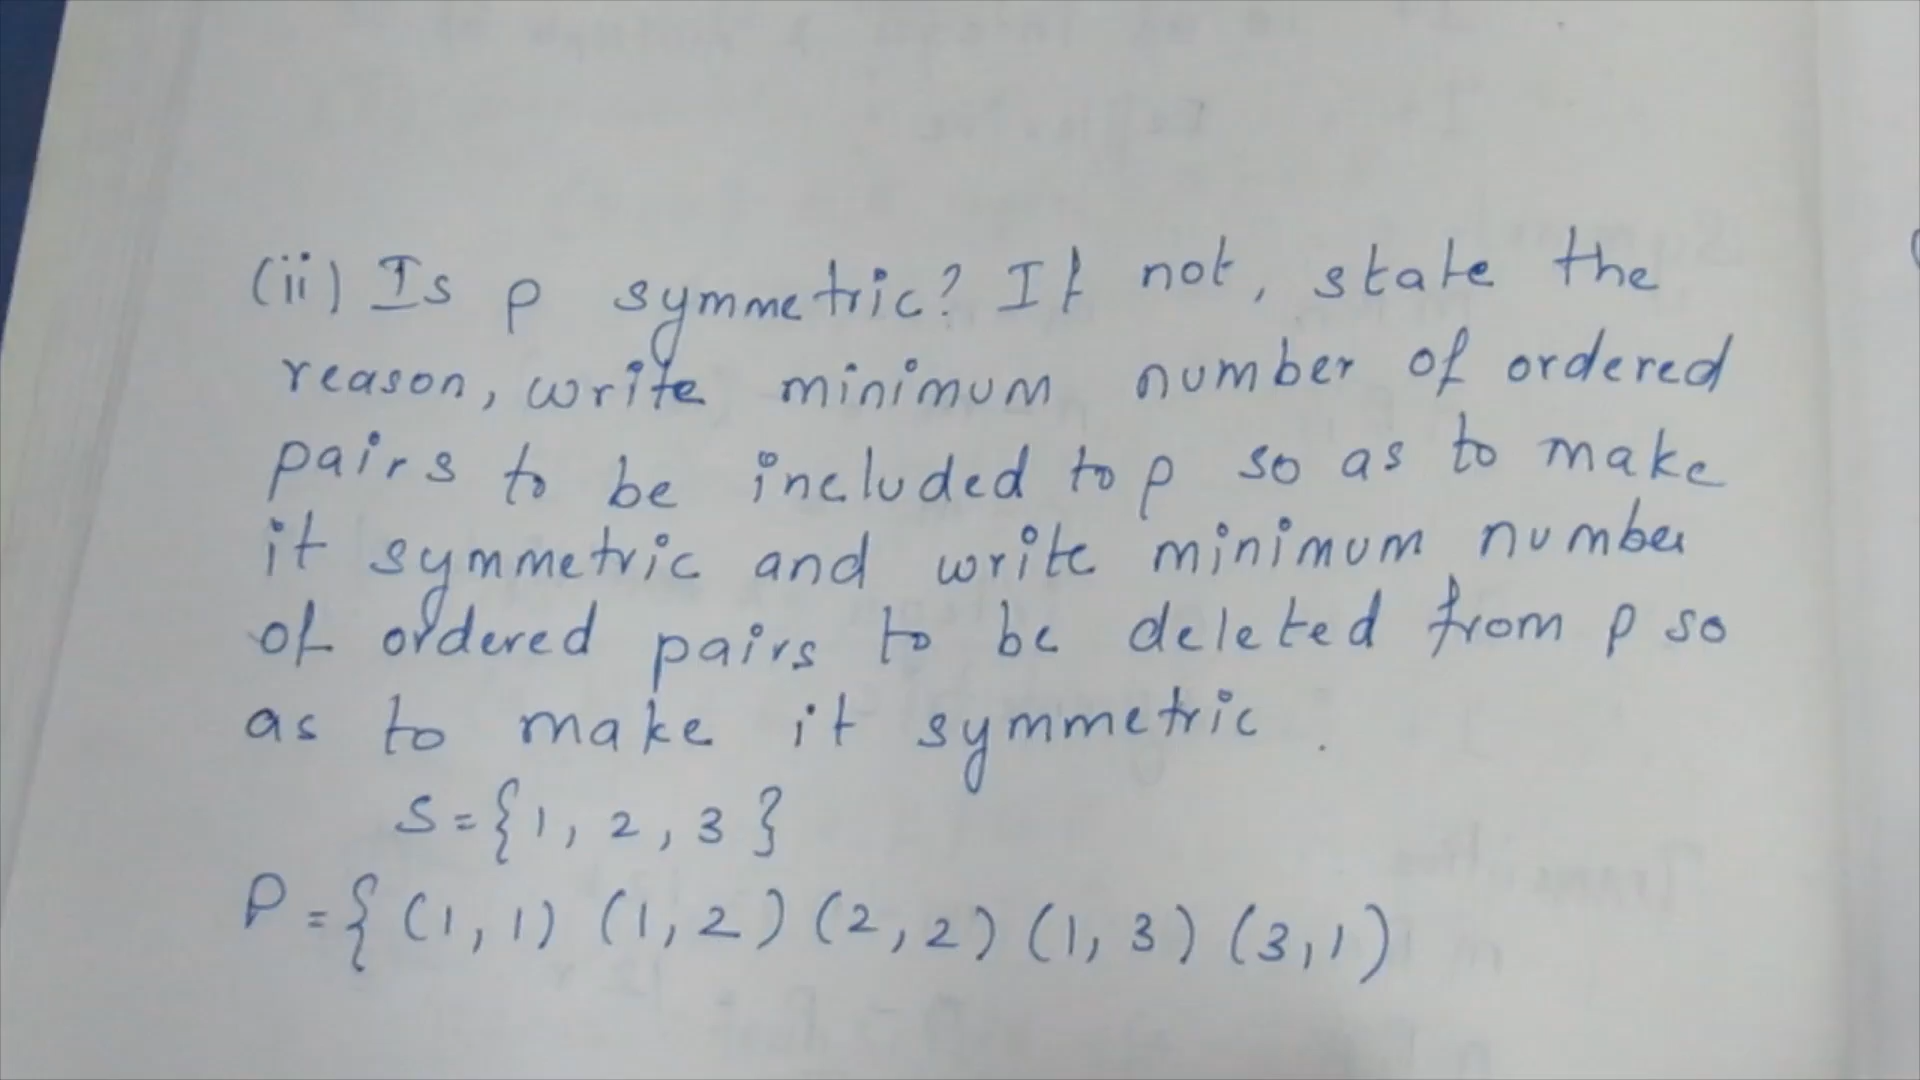 (ii) Is ρ symmetric? If not, state the
reason, write minimum number of ordered
pairs to be included to ρ so as to make
it symmetric and write minimum number
of ordered pairs to be deleted from ρ so
as to make it symmetric.
S={1, 2, 3}
P={(1,1) (1,2) (2,2) (1,3) (3,1)